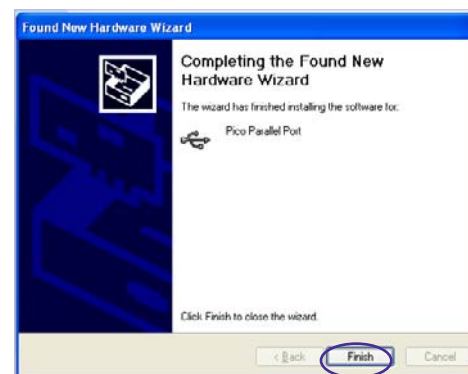 Found New Hardware Wizard
Completing the Found New
Hardware Wizard
The wizard has finished installing the software for:
Pico Parallel Port
Click Finish to close the wizard.
< Back
Finish
Cancel